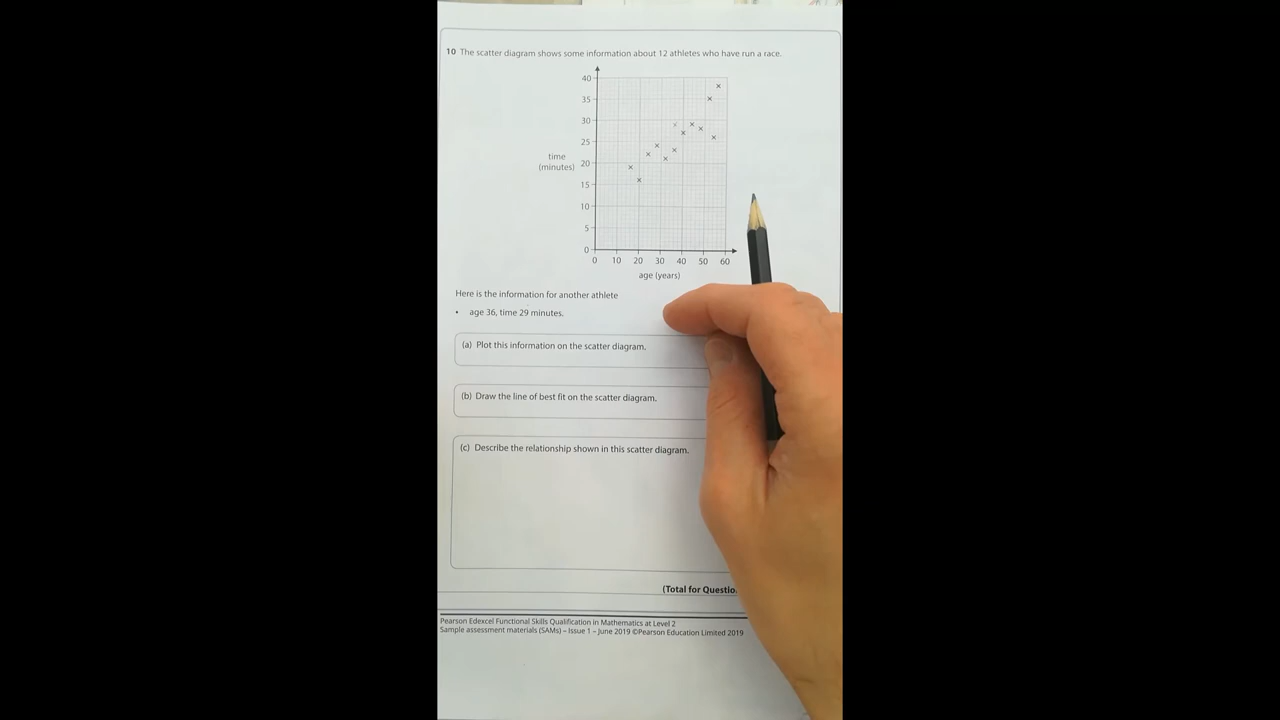 10 The scatter diagram shows some information about 12 athletes who have run a race.
40
35
30
25
time
(minutes)
20
15
10
5
0
0 10 20 30 40 50 60
age (years)
Here is the information for another athlete
• age 36, time 29 minutes.
(a) Plot this information on the scatter diagram.
(b) Draw the line of best fit on the scatter diagram.
(c) Describe the relationship shown in this scatter diagram.
(Total for
Pearson Edexcel Functional Skills Qualification in Mathematics at Level 2
Sample assessment materials (SAMs) – Issue 1 – June 2019 ©Pearson Education Limited 2019